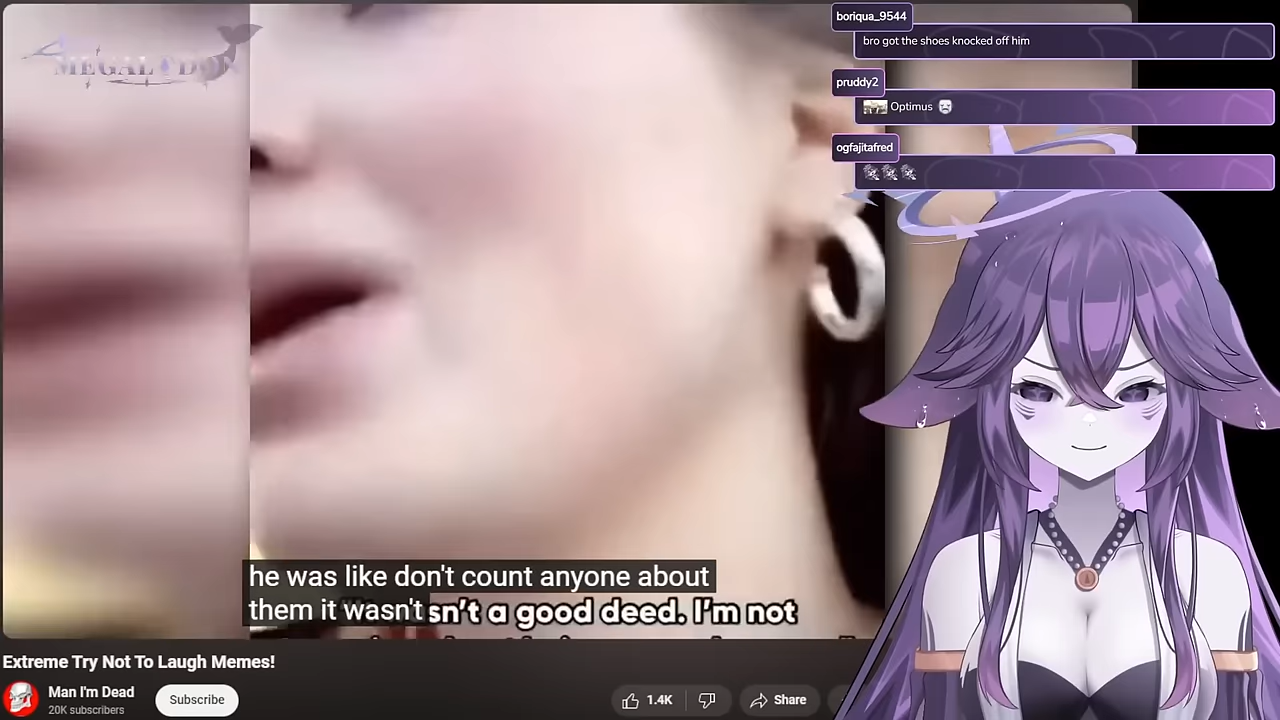 MEGALODON
boriqua_9544
bro got the shoes knocked off him
pruddy2
Optimus
ogfajitafred
he was like don't count anyone about
them it wasn't
sn't a good deed. I'm not
Extreme Try Not To Laugh Memes!
Man I'm Dead
20K subscribers
Subscribe
1.4K
Share